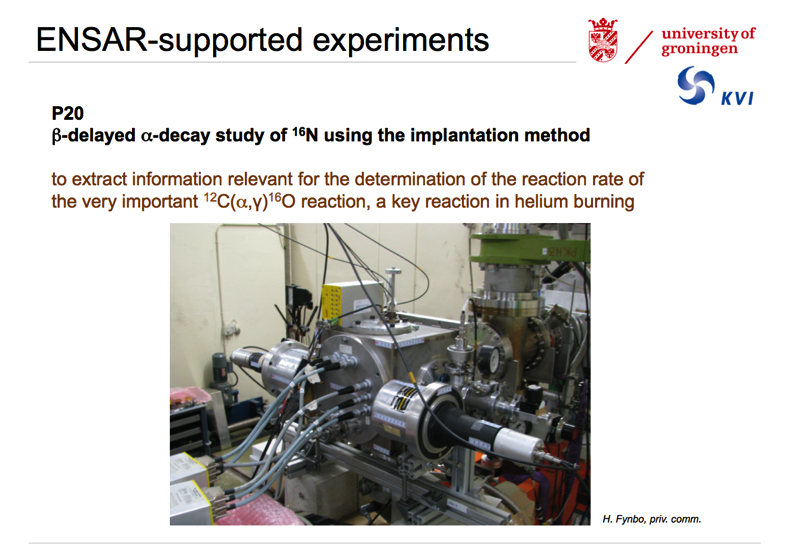 ENSAR-supported experiments
university of
groningen
KVI
P20
β-delayed α-decay study of ¹⁶N using the implantation method
to extract information relevant for the determination of the reaction rate of
the very important ¹²C(α,γ)¹⁶O reaction, a key reaction in helium burning
H. Fynbo, priv. comm.